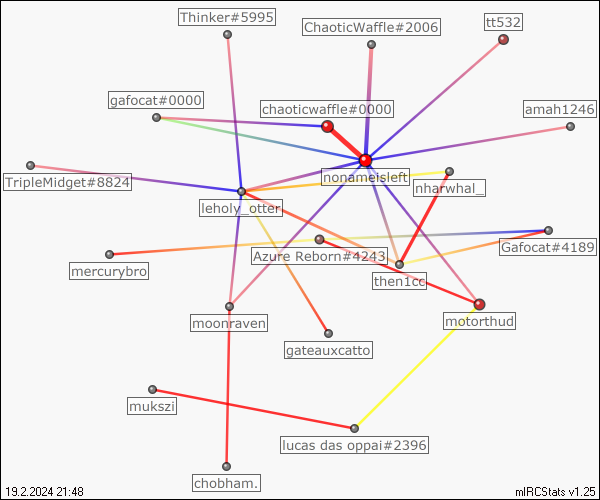 Thinker#5995
ChaoticWaffle#2006
tt532
gafocat#0000
chaoticwaffle#0000
amah1246
TripleMidget#8824
nonameisleft
nharwhal_
leholy_otter
Azure Reborn#4243
Gafocat#4189
mercurybro
then1cc
moonraven
motorthud
gateauxcatto
mukszi
lucas das oppai#2396
chobham.
19.2.2024 21:48
mIRCStats v1.25